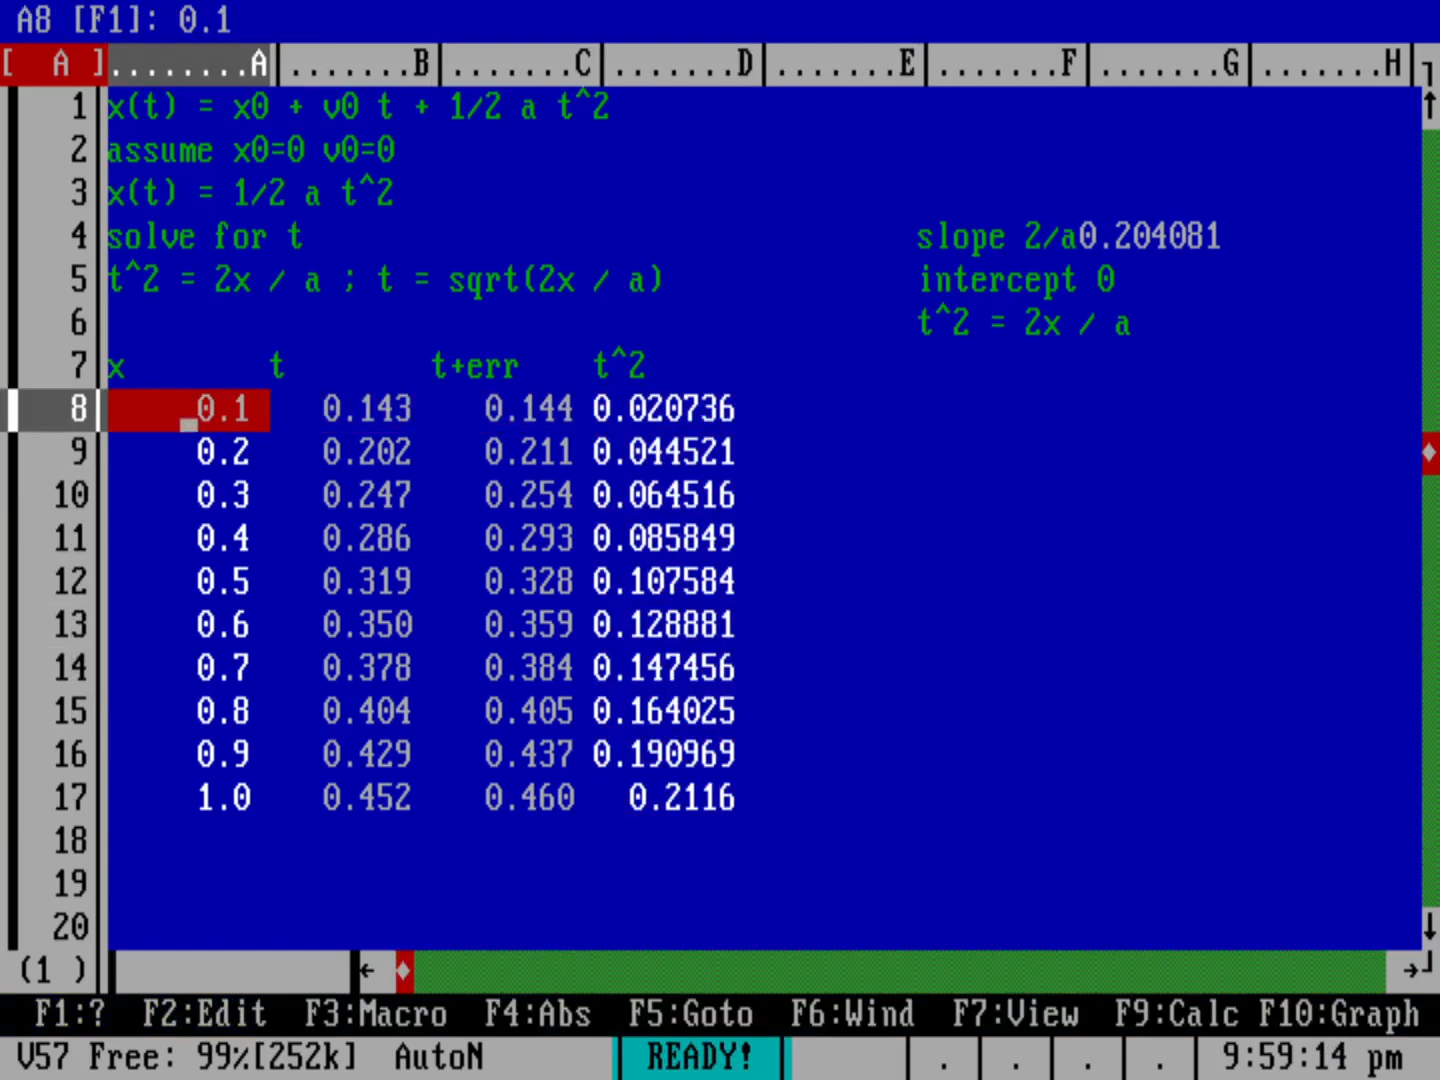 A8 [F1]: 0.1
[ A ]........A .......B .......C .......D .......E .......F .......G .......H
1 x(t) = x0 + v0 t + 1/2 a t^2
2 assume x0=0 v0=0
3 x(t) = 1/2 a t^2
4 solve for t slope 2/a0.204081
5 t^2 = 2x / a ; t = sqrt(2x / a) intercept 0
6 t^2 = 2x / a
7 x t t+err t^2
8 0.1 0.143 0.144 0.020736
9 0.2 0.202 0.211 0.044521
10 0.3 0.247 0.254 0.064516
11 0.4 0.286 0.293 0.085849
12 0.5 0.319 0.328 0.107584
13 0.6 0.350 0.359 0.128881
14 0.7 0.378 0.384 0.147456
15 0.8 0.404 0.405 0.164025
16 0.9 0.429 0.437 0.190969
17 1.0 0.452 0.460 0.2116
18
19
20
(1 )
F1:? F2:Edit F3:Macro F4:Abs F5:Goto F6:Wind F7:View F9:Calc F10:Graph
V57 Free: 99%[252k] AutoN READY! . . . . 9:59:14 pm